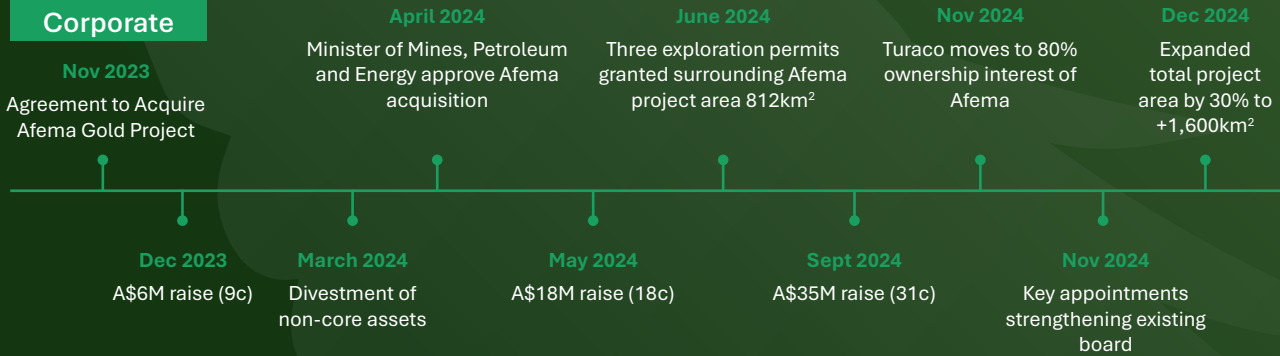 Corporate
Nov 2023
Agreement to Acquire
Afema Gold Project
April 2024
Minister of Mines, Petroleum
and Energy approve Afema
acquisition
June 2024
Three exploration permits
granted surrounding Afema
project area 812km²
Nov 2024
Turaco moves to 80%
ownership interest of
Afema
Dec 2024
Expanded
total project
area by 30% to
+1,600km²
Dec 2023
A$6M raise (9c)
March 2024
Divestment of
non-core assets
May 2024
A$18M raise (18c)
Sept 2024
A$35M raise (31c)
Nov 2024
Key appointments
strengthening existing
board